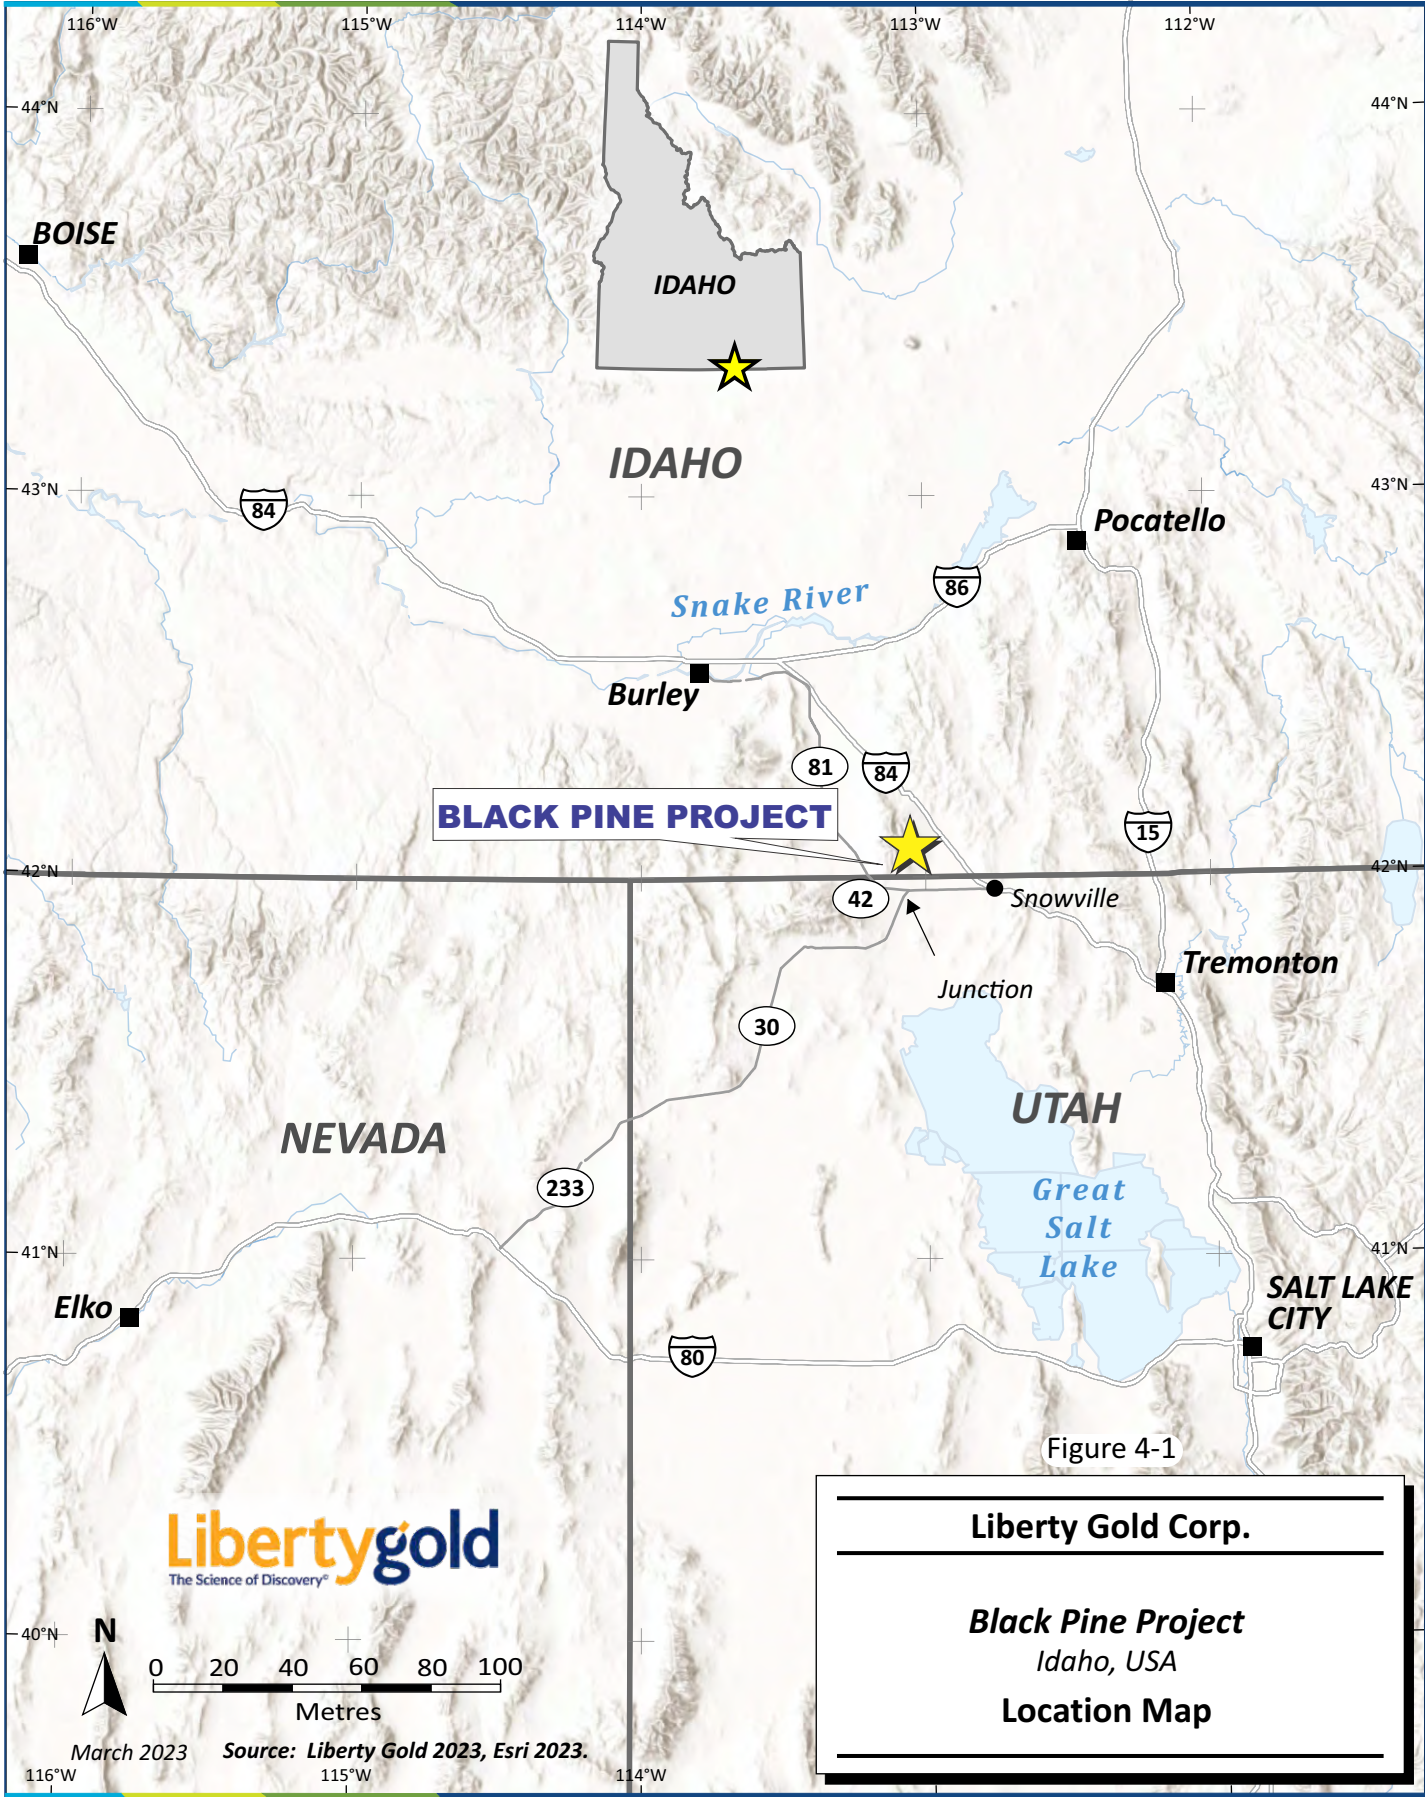 116°W
115°W
114°W
113°W
112°W
44°N
44°N
BOISE
IDAHO
IDAHO
43°N
43°N
84
Pocatello
86
Snake River
Burley
81
84
BLACK PINE PROJECT
15
42°N
42°N
42
Snowville
Tremonton
Junction
30
UTAH
NEVADA
233
Great
Salt
Lake
41°N
41°N
Elko
SALT LAKE
CITY
80
Figure 4-1
Libertygold
The Science of Discovery©
Liberty Gold Corp.
Black Pine Project
Idaho, USA
Location Map
40°N
N
0 20 40 60 80 100
Metres
March 2023
Source: Liberty Gold 2023, Esri 2023.
116°W
115°W
114°W